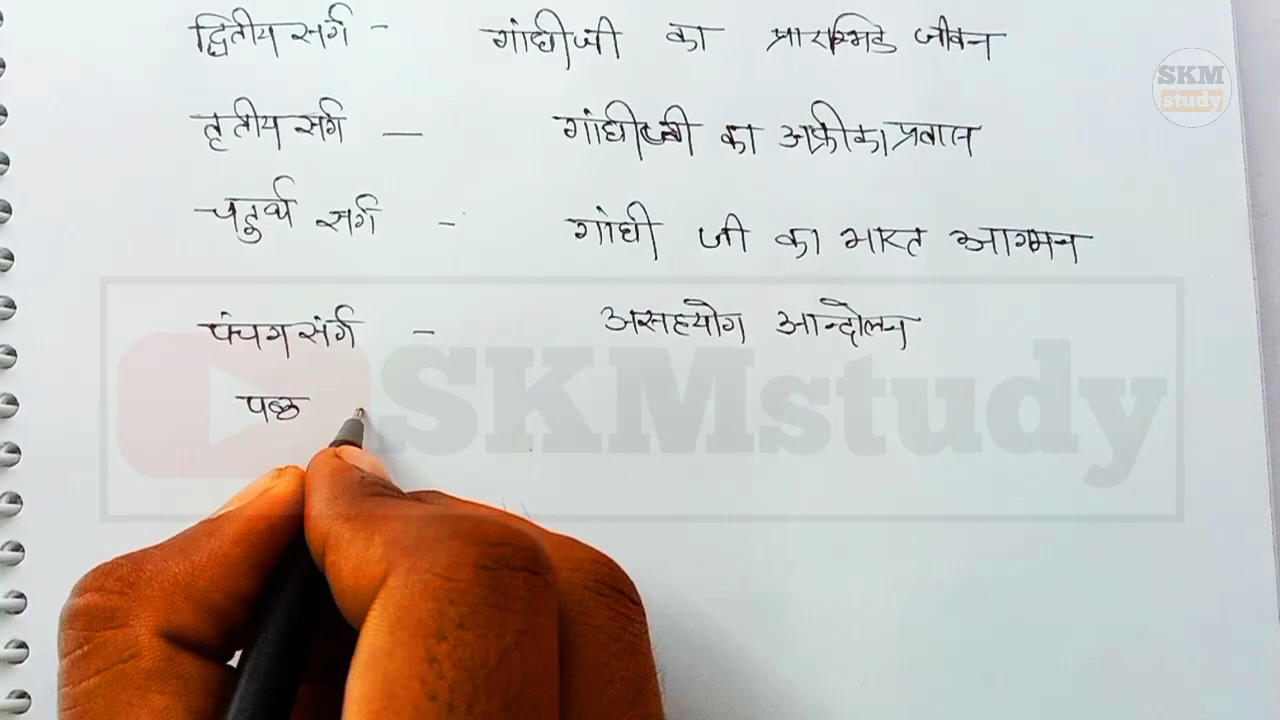 द्वितीय सर्ग - गांधीजी का प्रारम्भिक जीवन
SKM
study
तृतीय सर्ग — गांधीजी का अफ्रीका प्रवास
चतुर्थ सर्ग - गांधी जी का भारत आगमन
पंचम सर्ग - असहयोग आन्दोलन
SKMstudy
षष्ठ